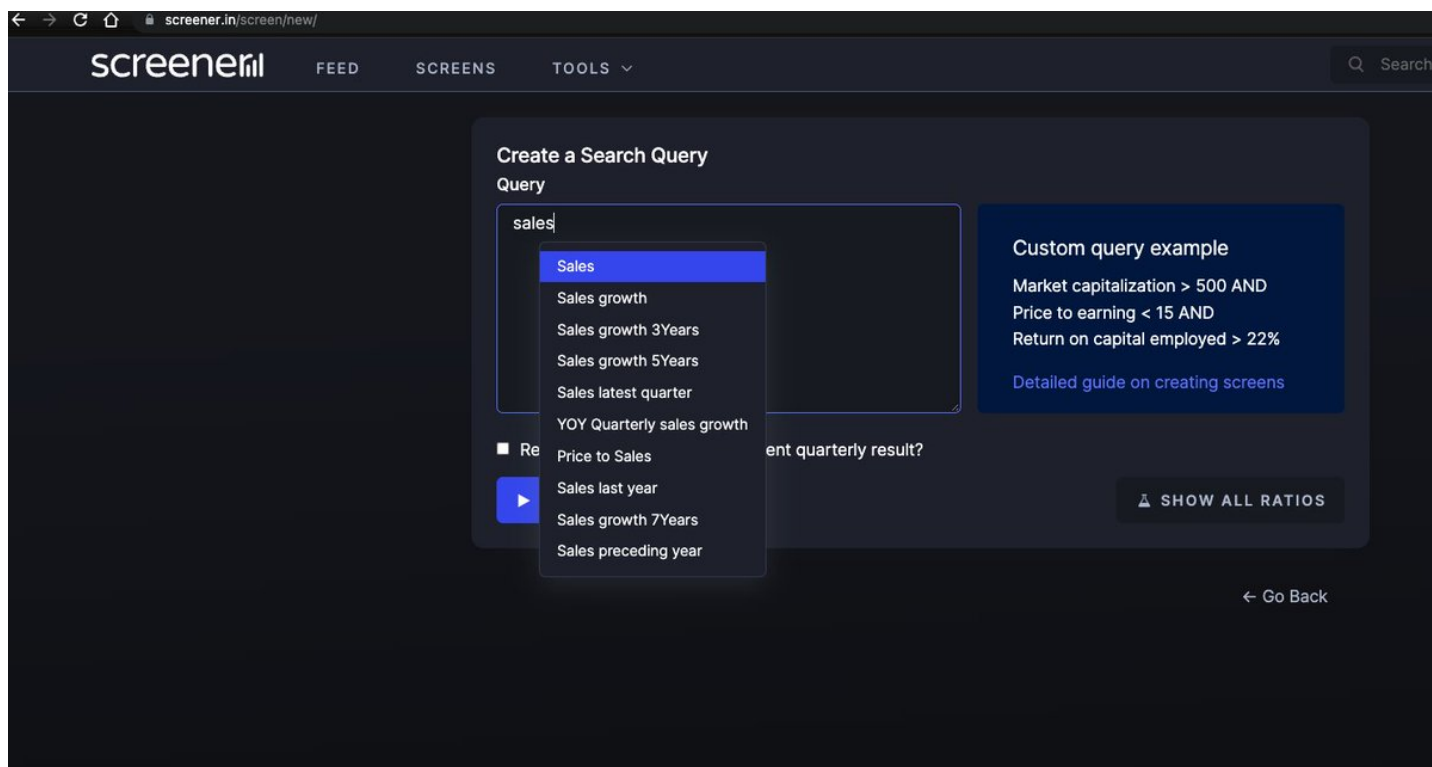 screener.in/screen/new/
screener
FEED SCREENS TOOLS
Search
Create a Search Query
Query
sales
Sales
Sales growth
Sales growth 3Years
Sales growth 5Years
Sales latest quarter
YOY Quarterly sales growth
Price to Sales
Sales last year
Sales growth 7Years
Sales preceding year
Custom query example
Market capitalization > 500 AND
Price to earning < 15 AND
Return on capital employed > 22%
Detailed guide on creating screens
Re ent quarterly result?
SHOW ALL RATIOS
← Go Back